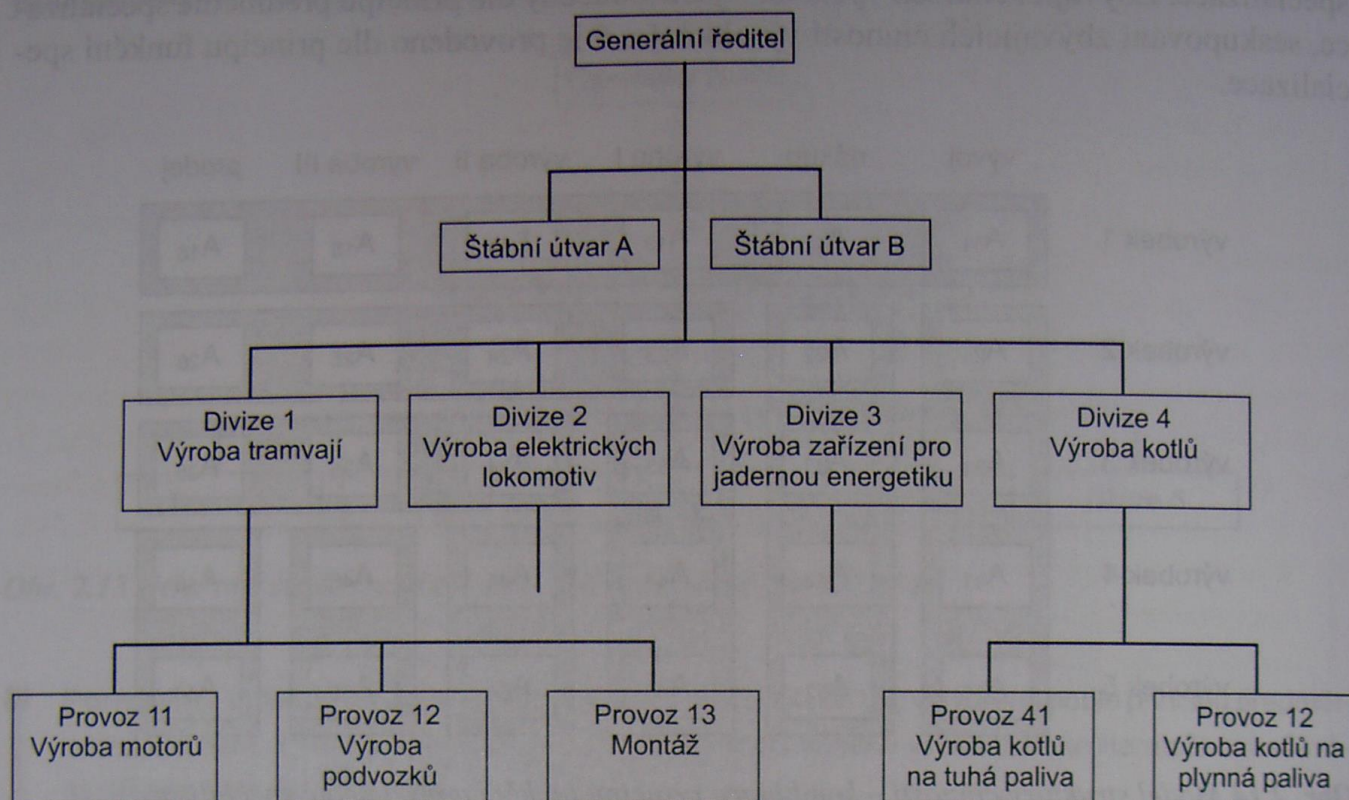 Generální ředitel
Štábní útvar A
Štábní útvar B
Divize 1
Výroba tramvají
Divize 2
Výroba elektrických
lokomotiv
Divize 3
Výroba zařízení pro
jadernou energetiku
Divize 4
Výroba kotlů
Provoz 11
Výroba motorů
Provoz 12
Výroba
podvozků
Provoz 13
Montáž
Provoz 41
Výroba kotlů
na tuhá paliva
Provoz 12
Výroba kotlů na
plynná paliva